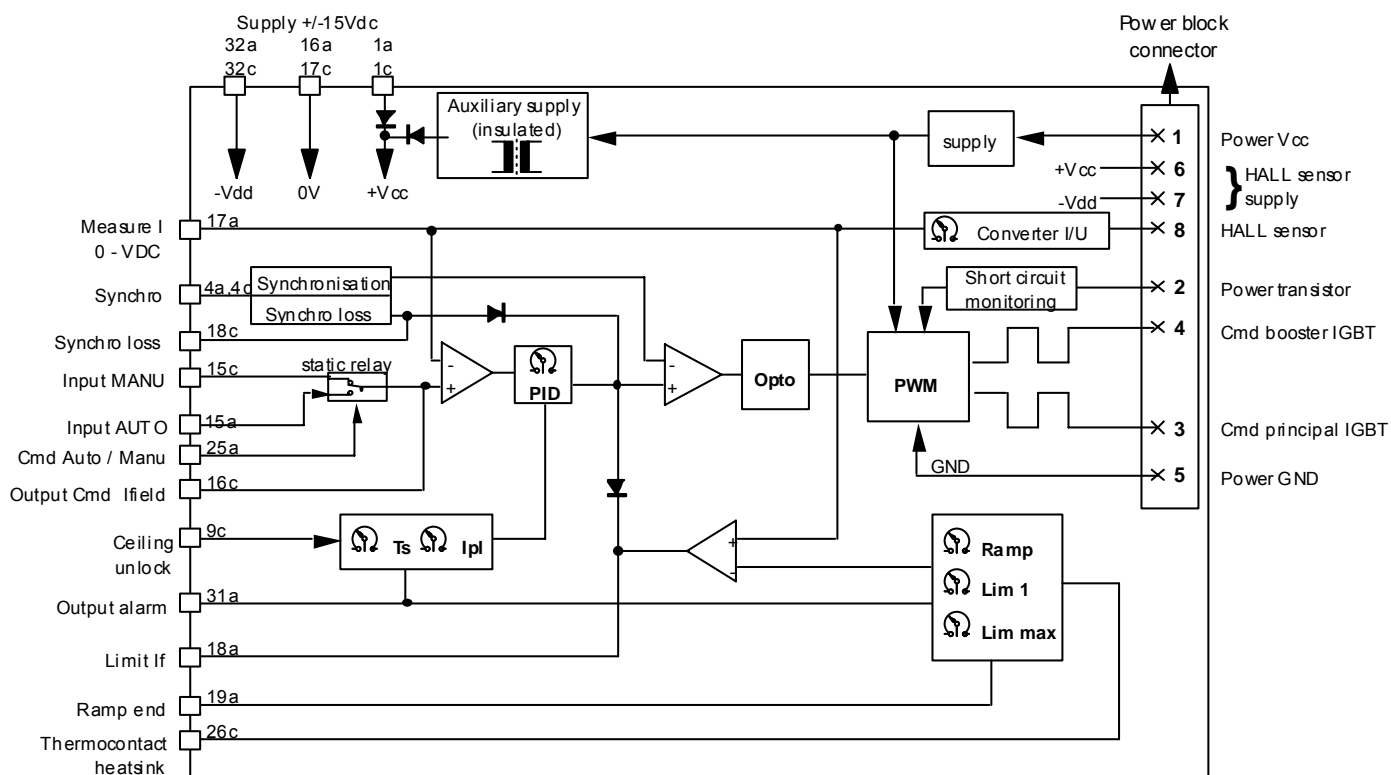 Supply +/-15Vdc
32a 16a 1a
32c 17c 1c
Power block
connector
Auxiliary supply
(insulated)
supply
1 Power Vcc
+Vcc 6
HALL sensor
supply
-Vdd 7
-Vdd 0V +Vcc
Measure I
0 - VDC
17a
Converter I/U
8 HALL sensor
Synchro
4a,4c
Synchronisation
Synchro loss
Short circuit
monitoring
2 Power transistor
4 Cmd booster IGBT
Synchro loss
18c
static relay
Input MANU
15c
-
+
PID
-
+
Opto
PWM
Input AUTO
15a
3 Cmd principal IGBT
Cmd Auto / Manu
25a
GND
5 Power GND
Output Cmd Ifield
16c
Ceiling
unlock
9c
Ts Ipl
+
-
Ramp
Lim 1
Lim max
Output alarm
31a
Limit If
18a
Ramp end
19a
Thermocontact
heatsink
26c